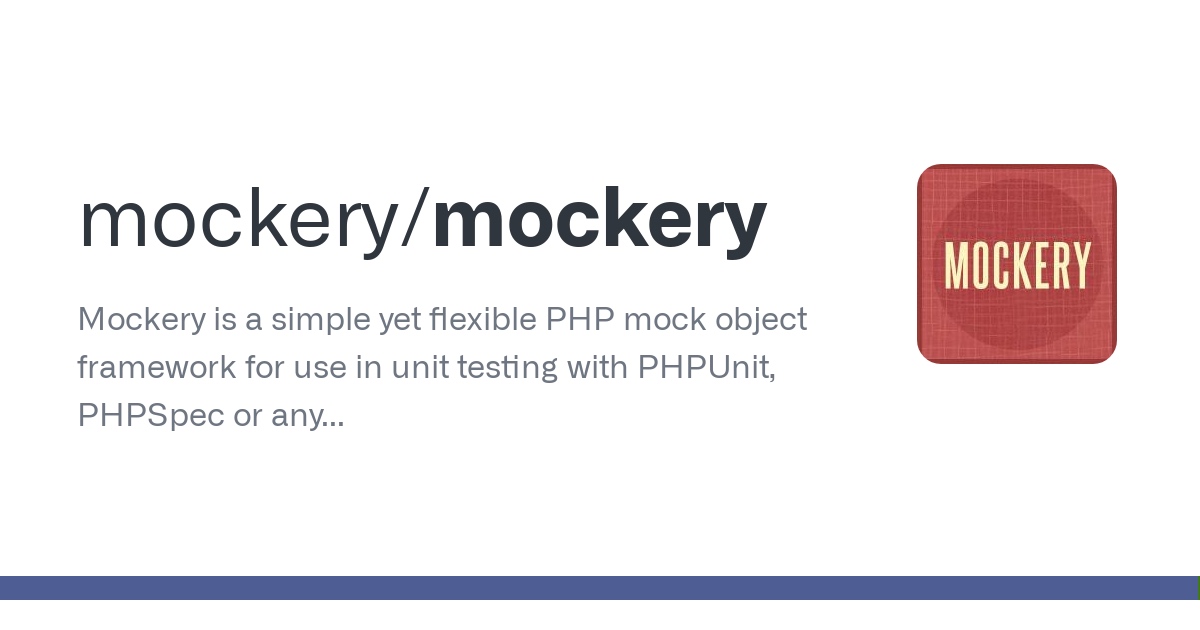 mockery/mockery
MOCKERY
Mockery is a simple yet flexible PHP mock object
framework for use in unit testing with PHPUnit,
PHPSpec or any...